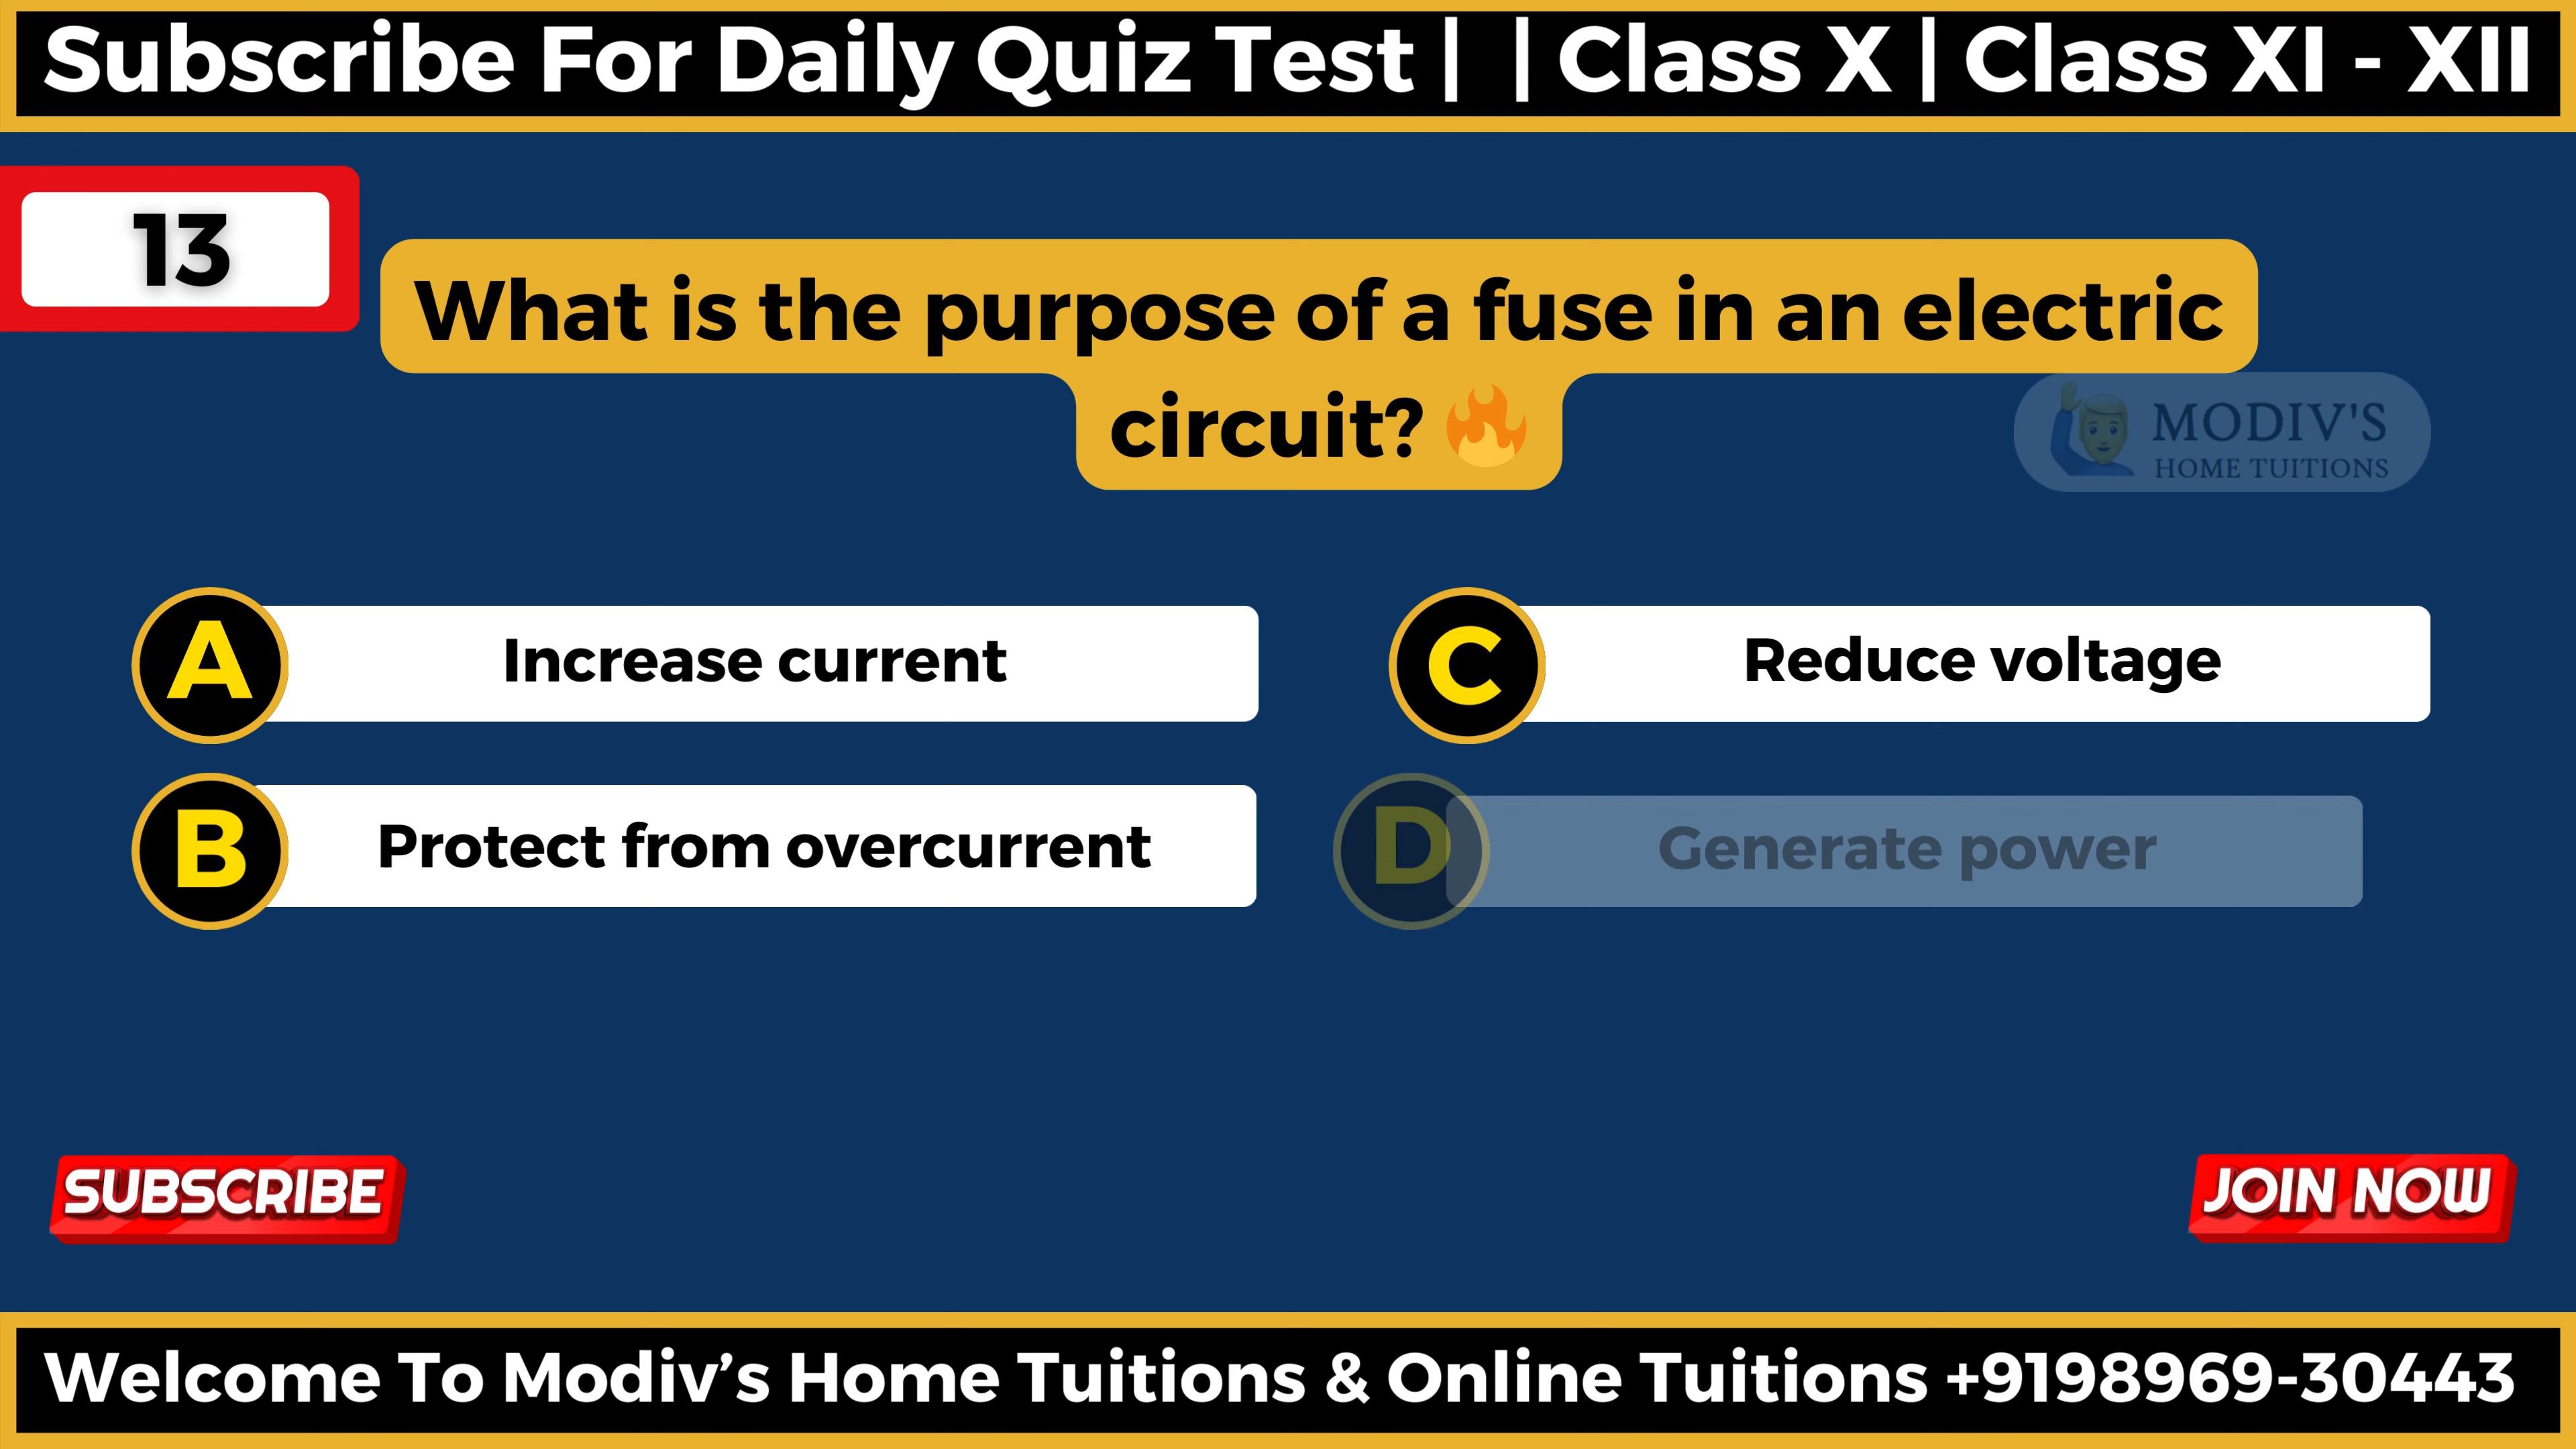 Subscribe For Daily Quiz Test | | Class X | Class XI - XII
13
What is the purpose of a fuse in an electric
circuit? 🔥
MODIV'S
HOME TUITIONS
A Increase current
B Protect from overcurrent
C Reduce voltage
D Generate power
SUBSCRIBE
JOIN NOW
Welcome To Modiv’s Home Tuitions & Online Tuitions +9198969-30443